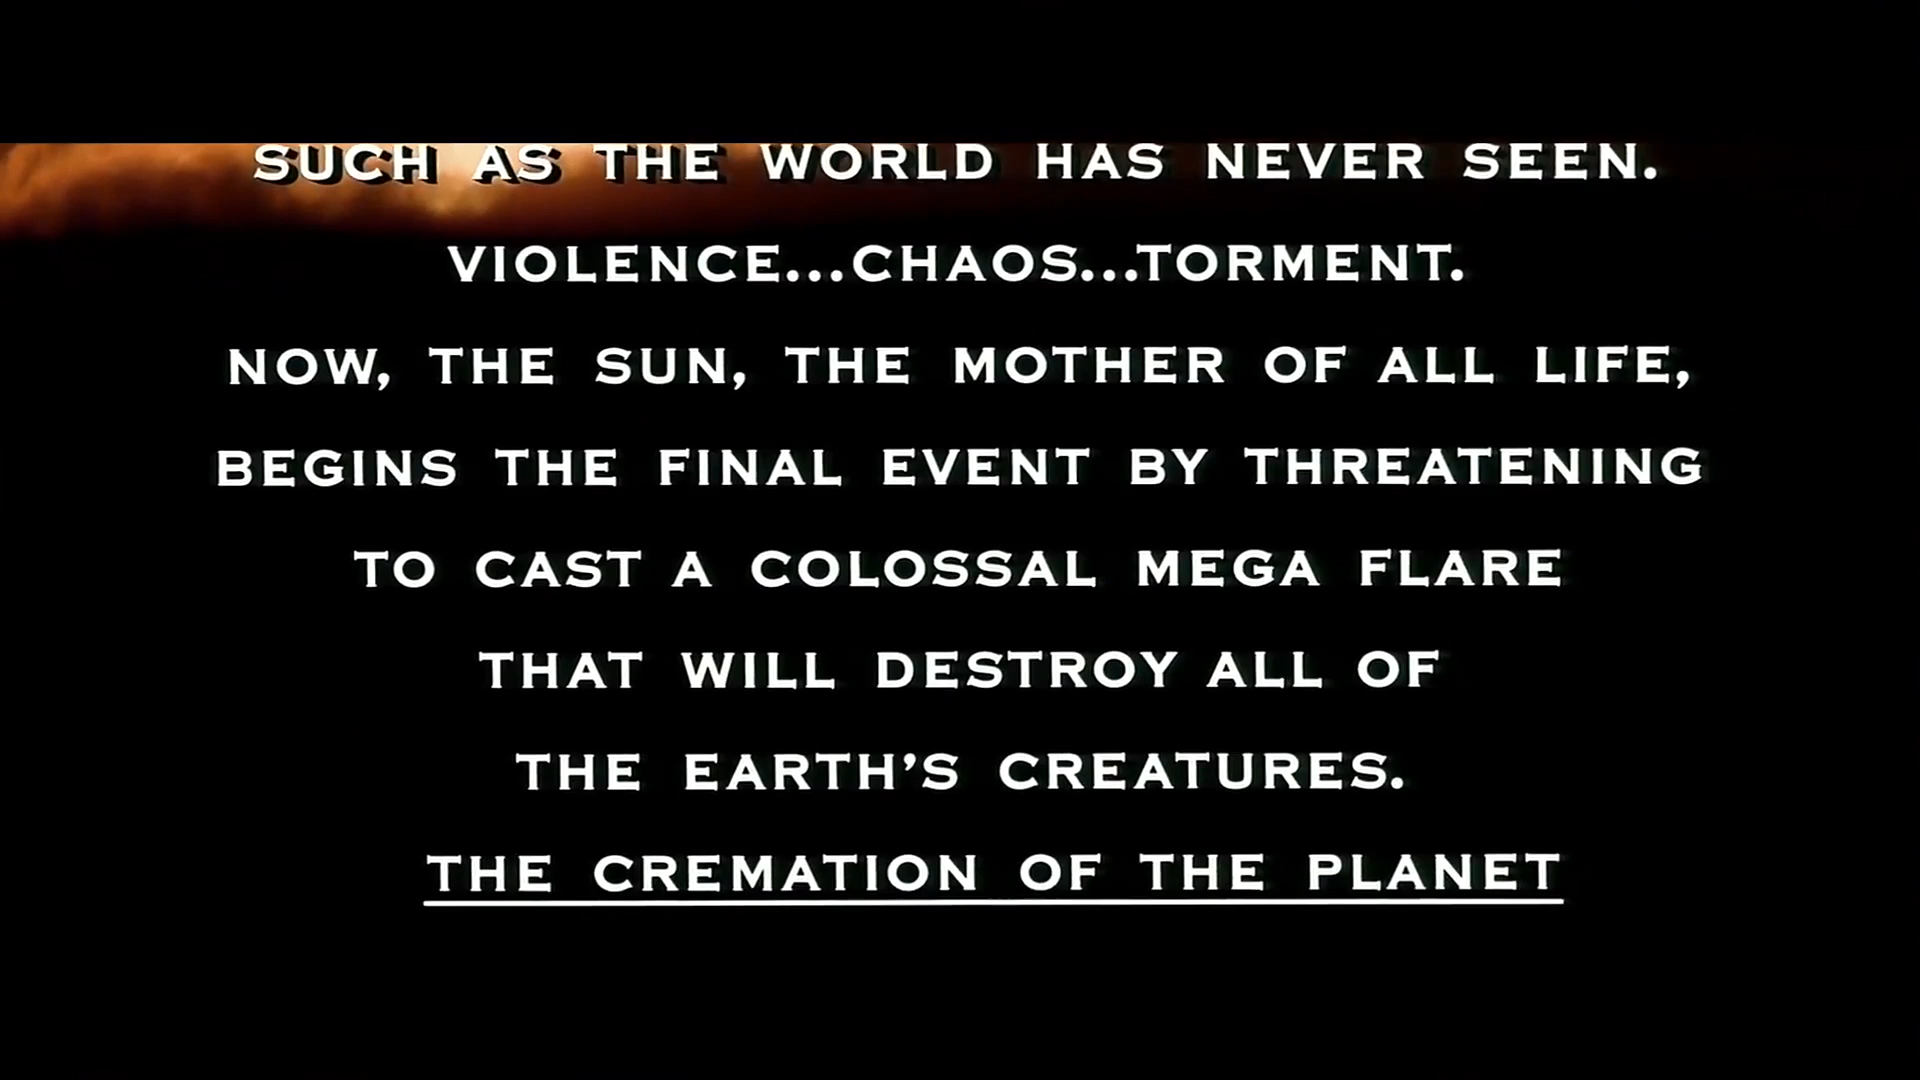 SUCH AS THE WORLD HAS NEVER SEEN.
VIOLENCE...CHAOS...TORMENT.
NOW, THE SUN, THE MOTHER OF ALL LIFE,
BEGINS THE FINAL EVENT BY THREATENING
TO CAST A COLOSSAL MEGA FLARE
THAT WILL DESTROY ALL OF
THE EARTH'S CREATURES.
THE CREMATION OF THE PLANET